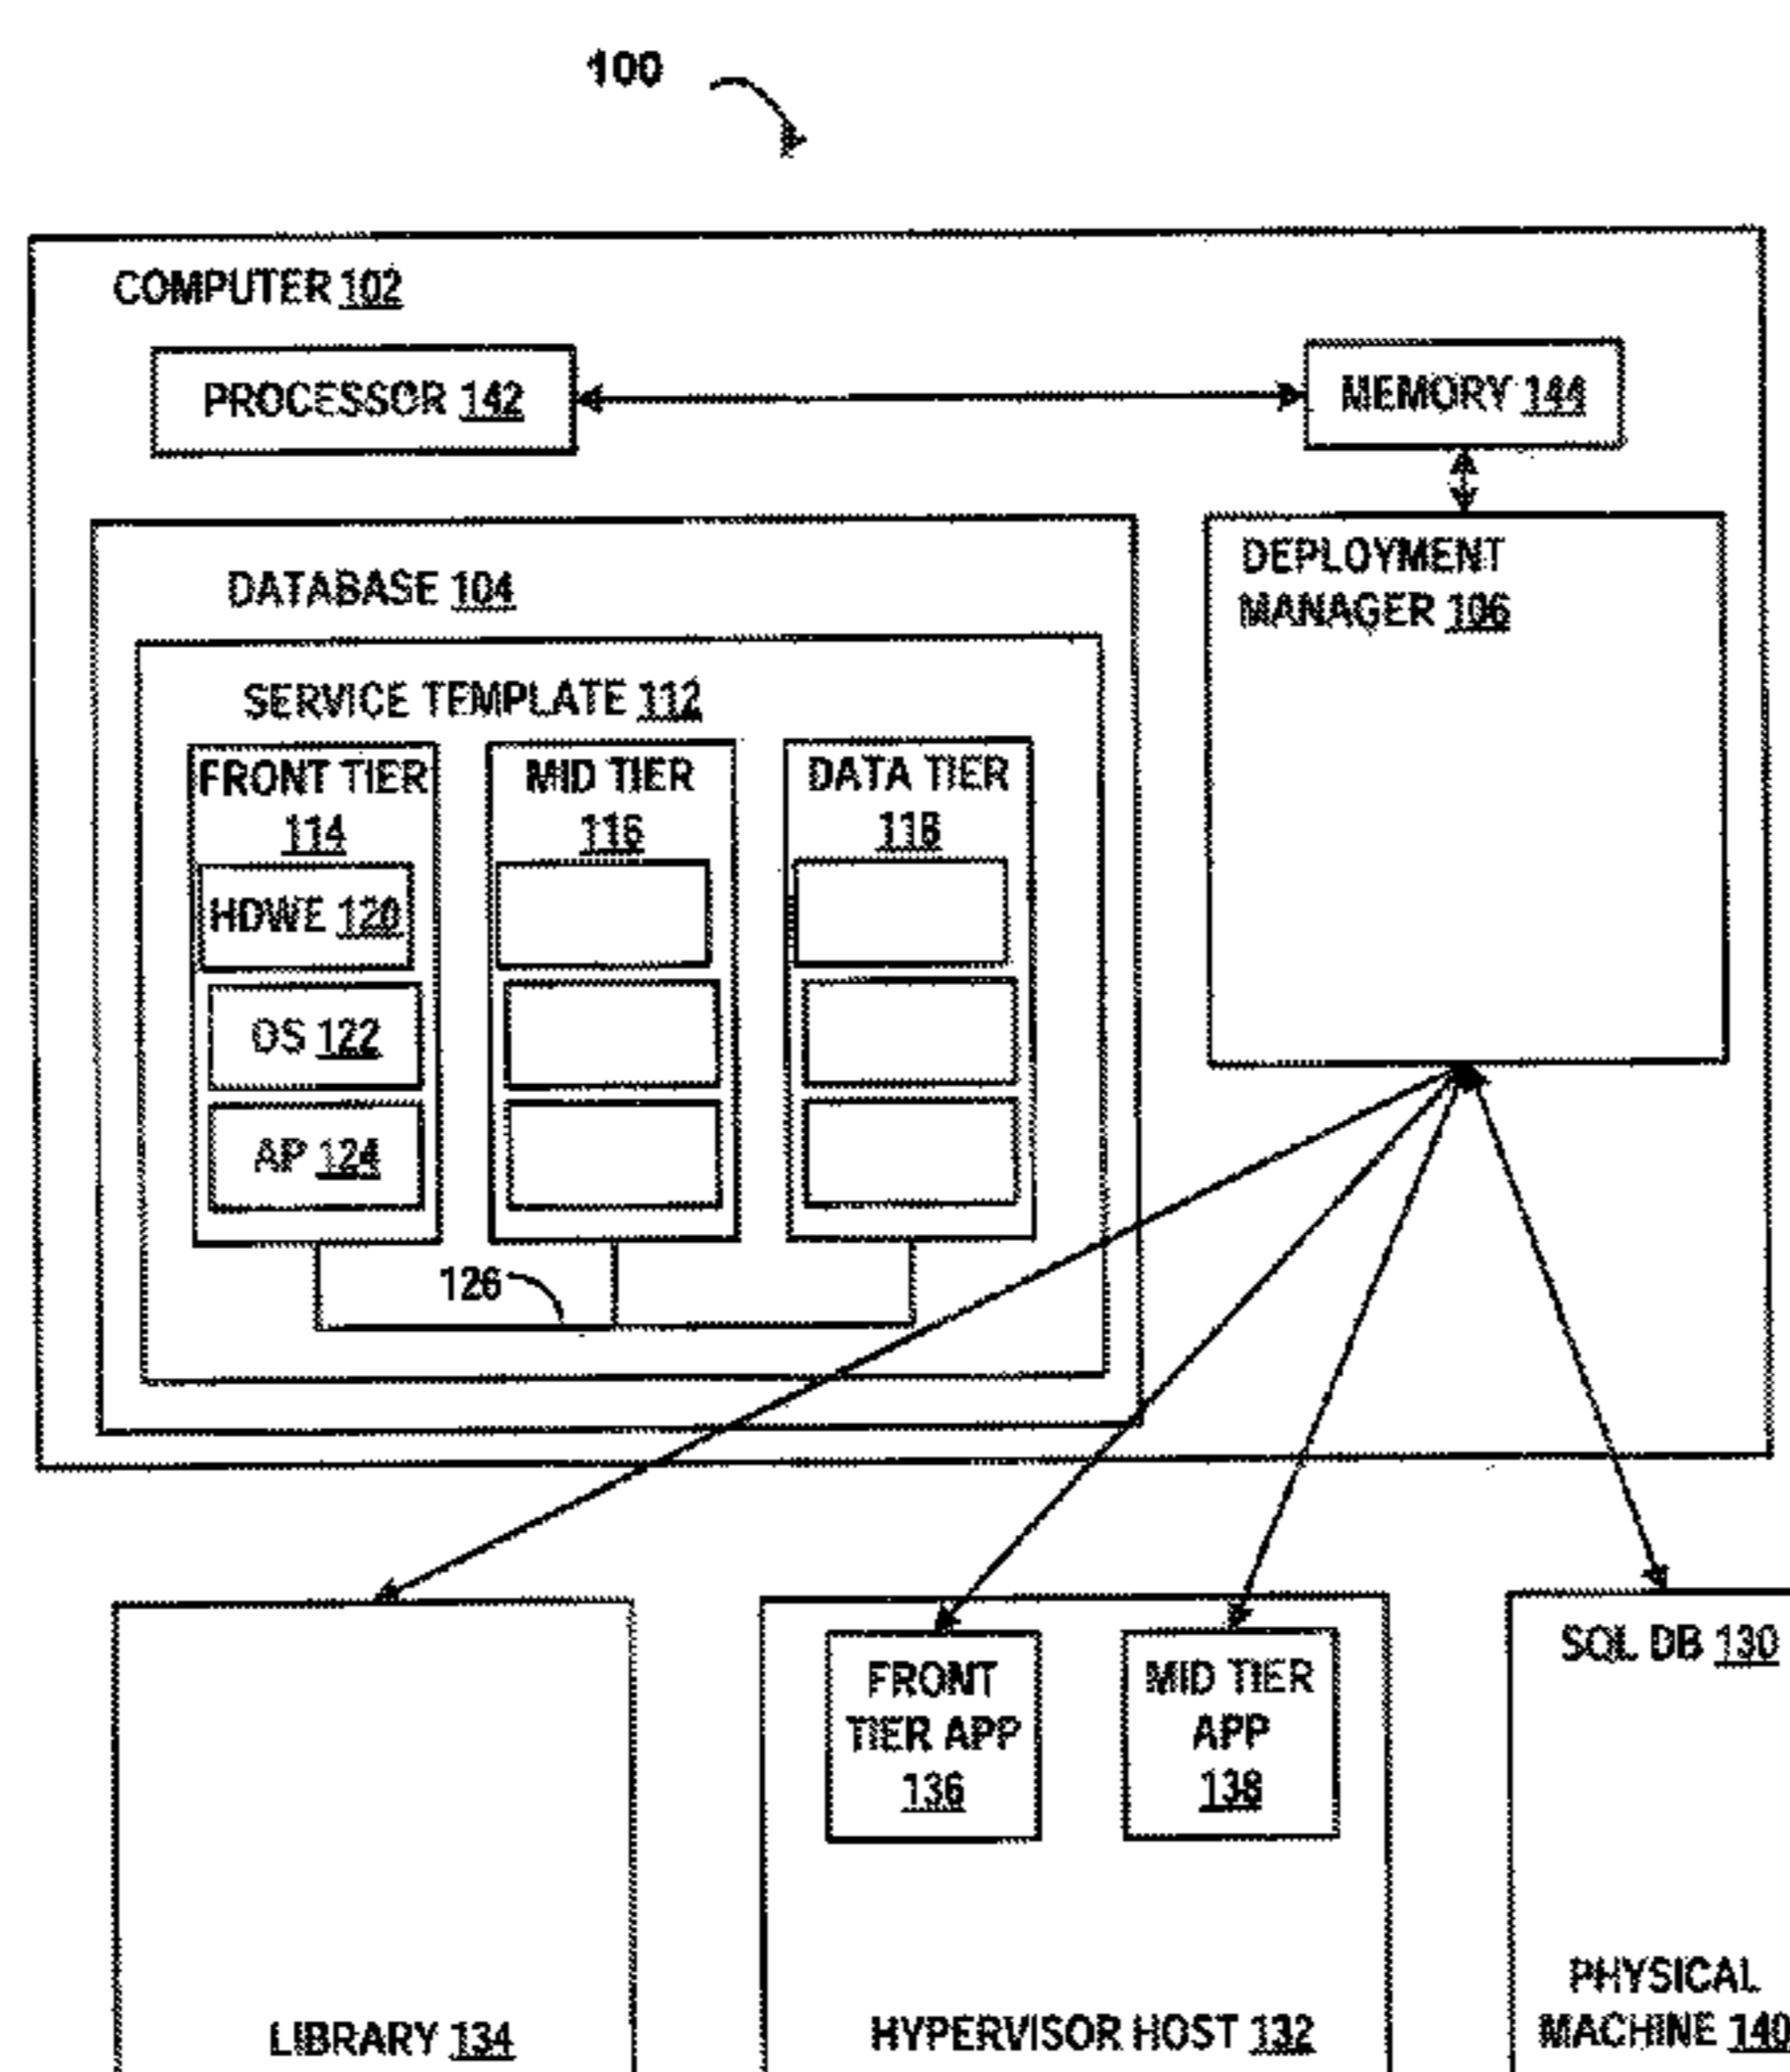 100
COMPUTER 102
PROCESSOR 142
MEMORY 144
DATABASE 104
DEPLOYMENT
MANAGER 106
SERVICE TEMPLATE 112
FRONT TIER
114
MID TIER
116
DATA TIER
118
HDWE 120
OS 122
AP 124
126
FRONT
TIER APP
136
MID TIER
APP
138
SQL DB 130
LIBRARY 134
HYPERVISOR HOST 132
PHYSICAL
MACHINE 140